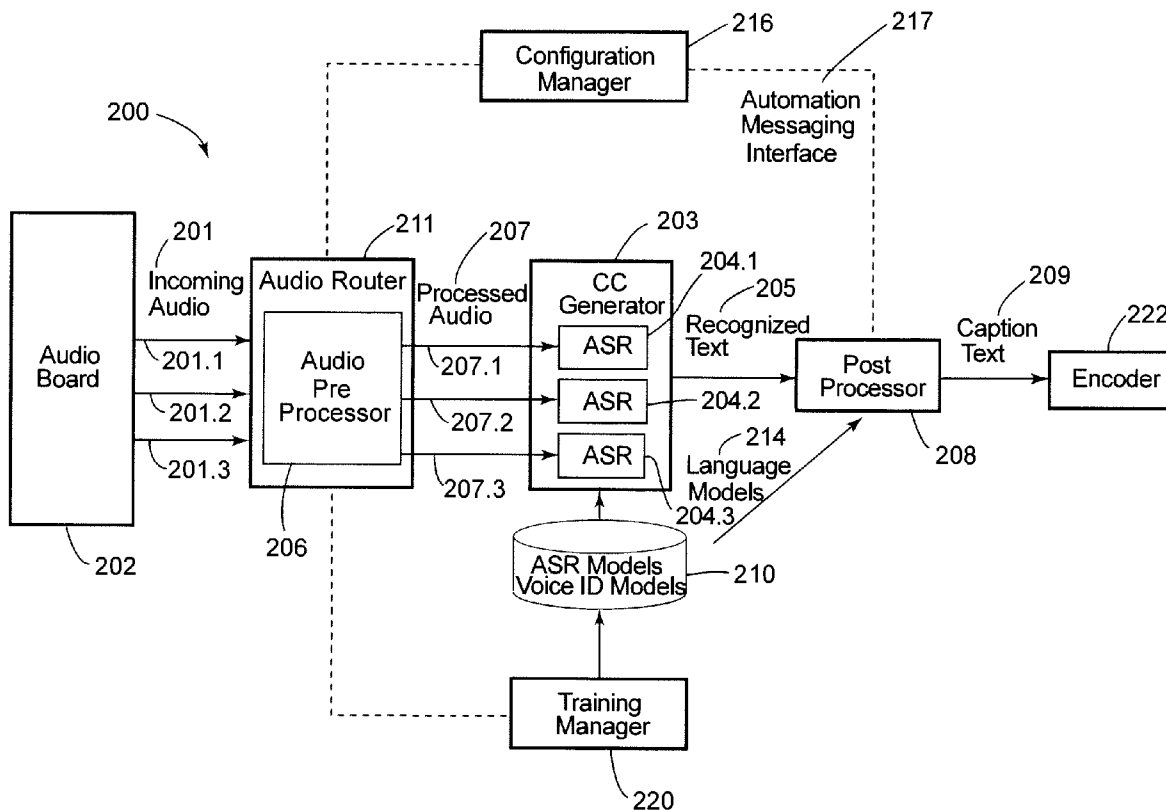 216
217
Configuration
Manager
200
Automation
Messaging
Interface
201
211
207
203
Incoming
Audio
Audio Router
Processed
Audio
CC
Generator
204.1
205
Recognized
Text
209
Caption
Text
222
Audio
Board
201.1
201.2
201.3
Audio
Pre
Processor
207.1
207.2
207.3
ASR
ASR
ASR
204.2
204.3
Post
Processor
Encoder
214
Language
Models
208
202
206
ASR Models
Voice ID Models
210
Training
Manager
220